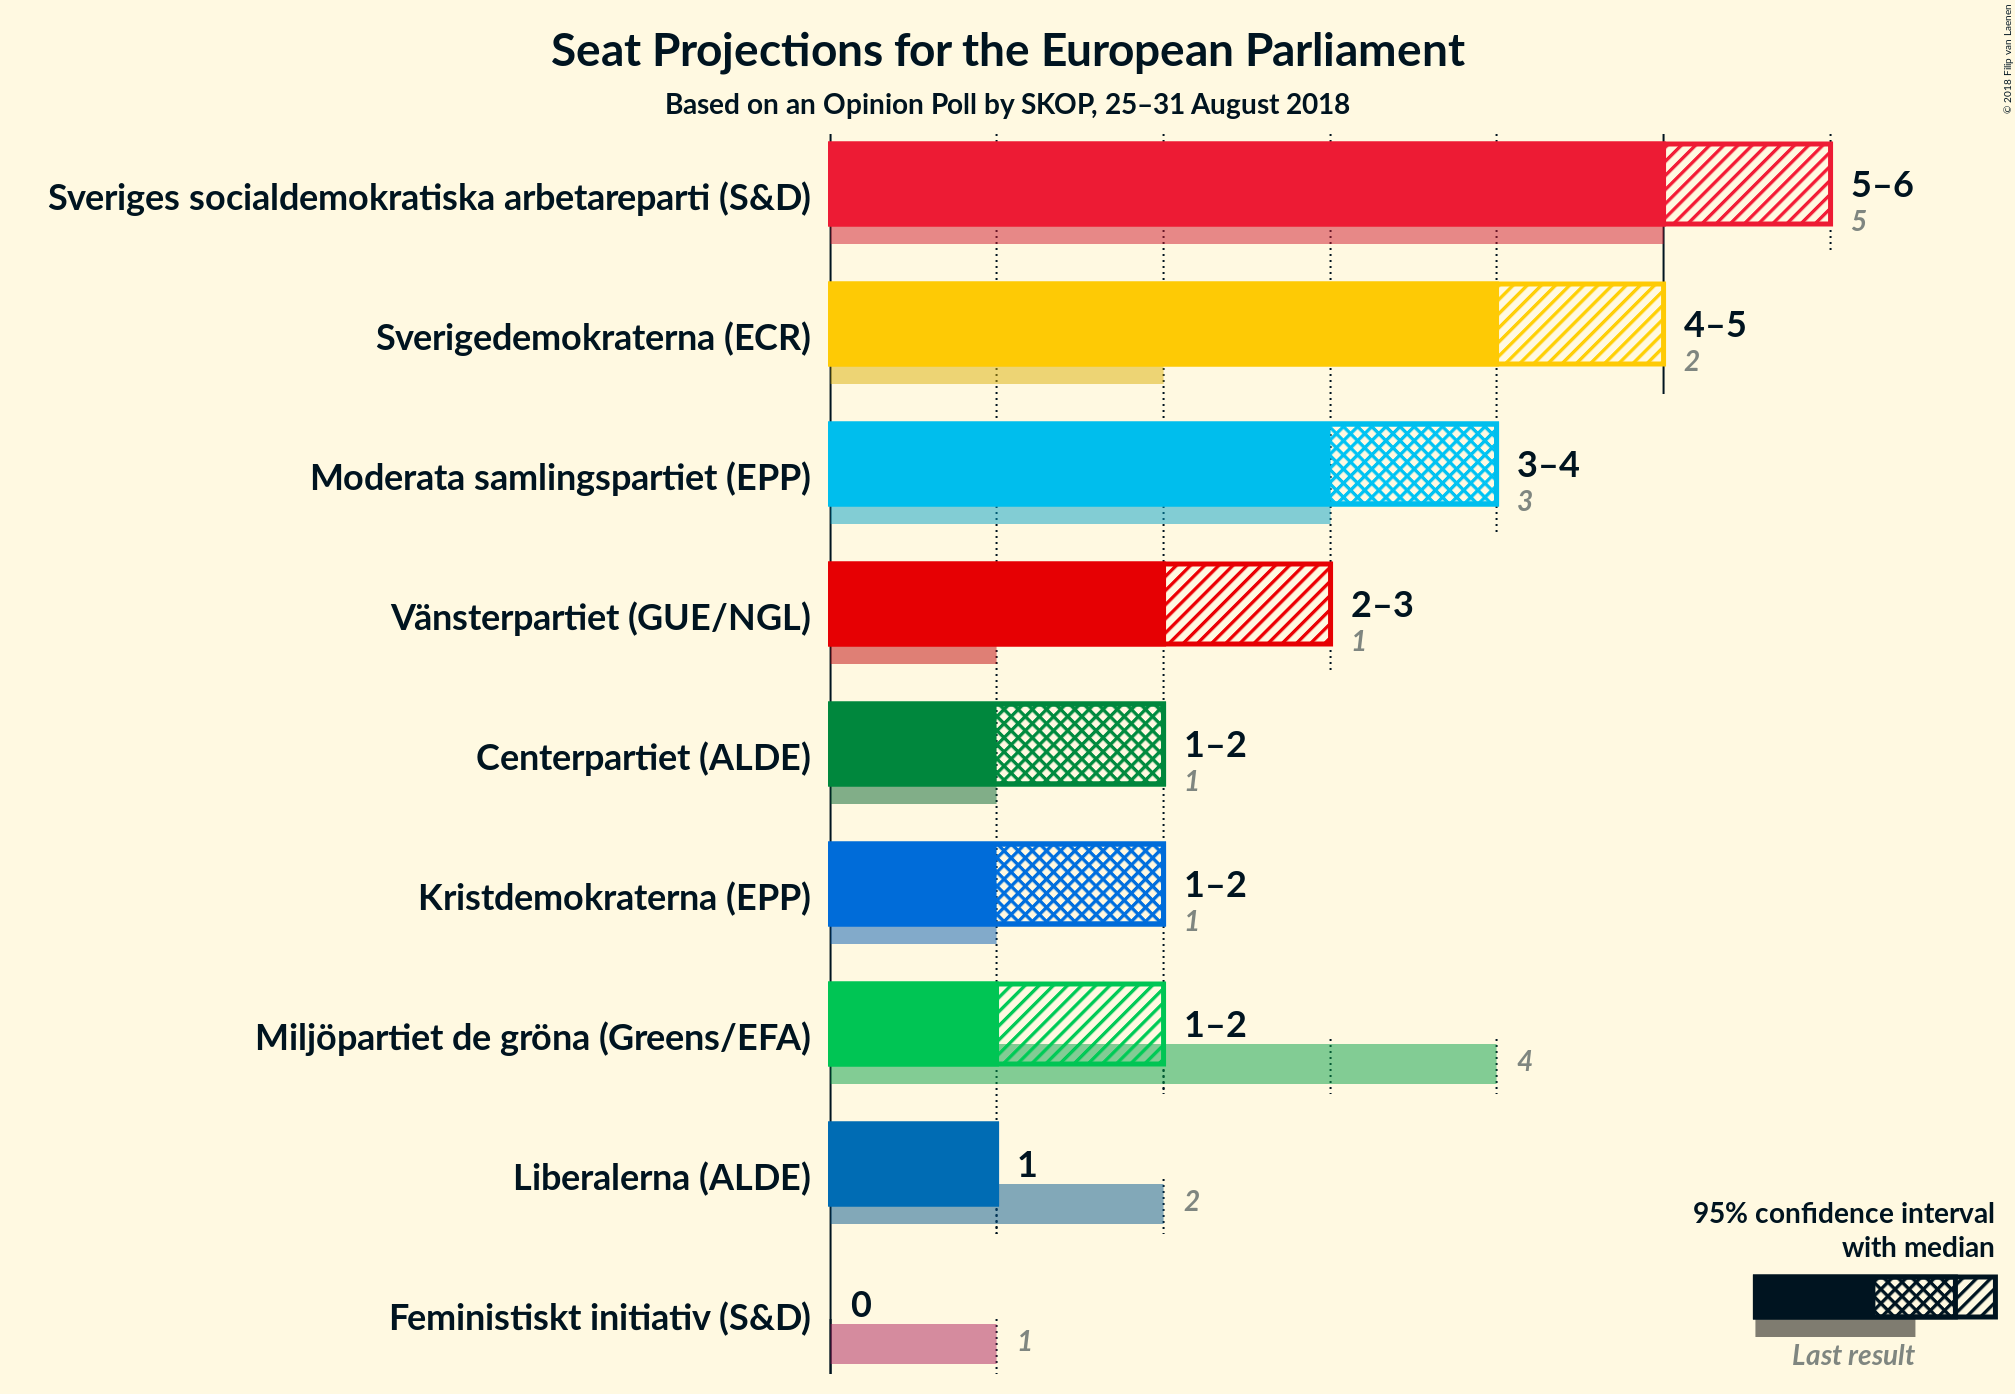 Seat Projections for the European Parliament
Based on an Opinion Poll by SKOP, 25–31 August 2018
© 2018 Filip van Laenen
Sveriges socialdemokratiska arbetareparti (S&D)
5–6
5
Sverigedemokraterna (ECR)
4–5
2
Moderata samlingspartiet (EPP)
3–4
3
Vänsterpartiet (GUE/NGL)
2–3
1
Centerpartiet (ALDE)
1–2
1
Kristdemokraterna (EPP)
1–2
1
Miljöpartiet de gröna (Greens/EFA)
1–2
4
Liberalerna (ALDE)
1
2
Feministiskt initiativ (S&D)
0
1
95% confidence interval
with median
Last result